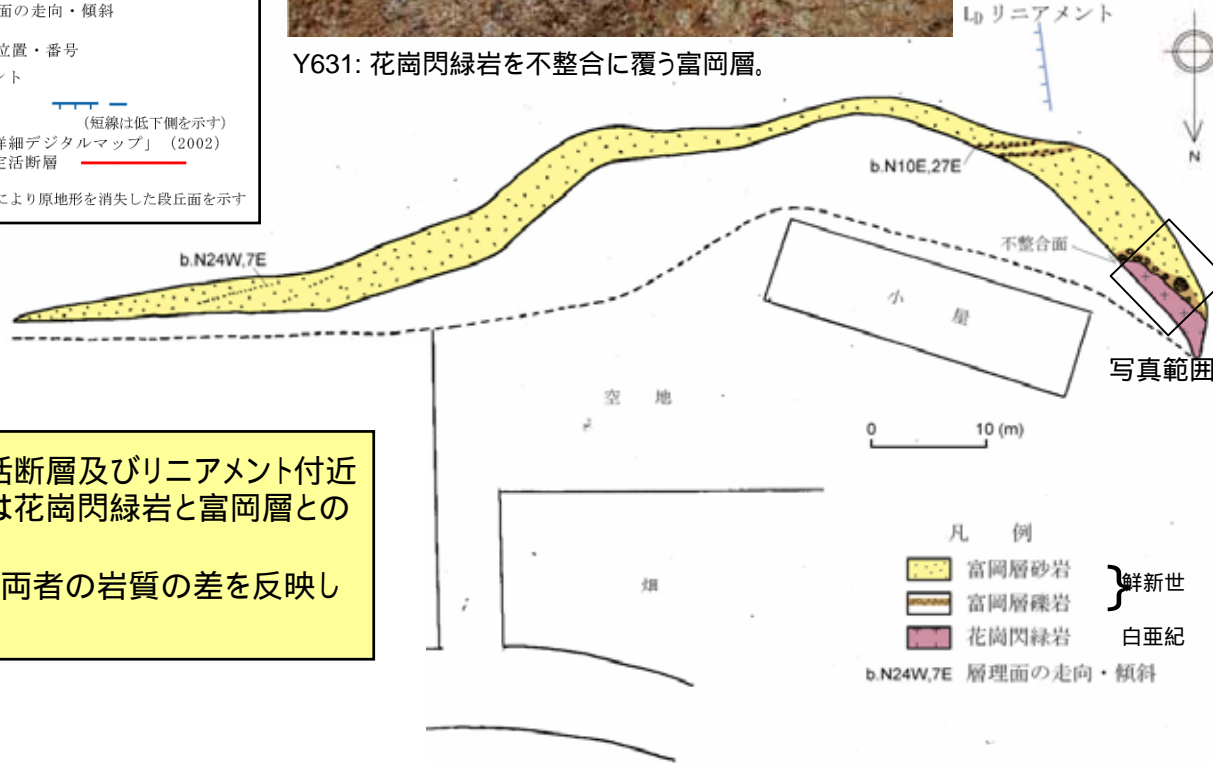 面の走向・傾斜
位置・番号
ント
(短線は低下側を示す)
詳細デジタルマップ」(2002)
定活断層
により原地形を消失した段丘面を示す
Y631: 花崗閃緑岩を不整合に覆う富岡層。
LD リニアメント
N
b.N10E,27E
b.N24W,7E
不整合面
小屋
写真範囲
空地
0 10 (m)
活断層及びリニアメント付近
は花崗閃緑岩と富岡層との
両者の岩質の差を反映し
畑
凡例
富岡層砂岩
富岡層礫岩
}鮮新世
花崗閃緑岩 白亜紀
b.N24W,7E 層理面の走向・傾斜